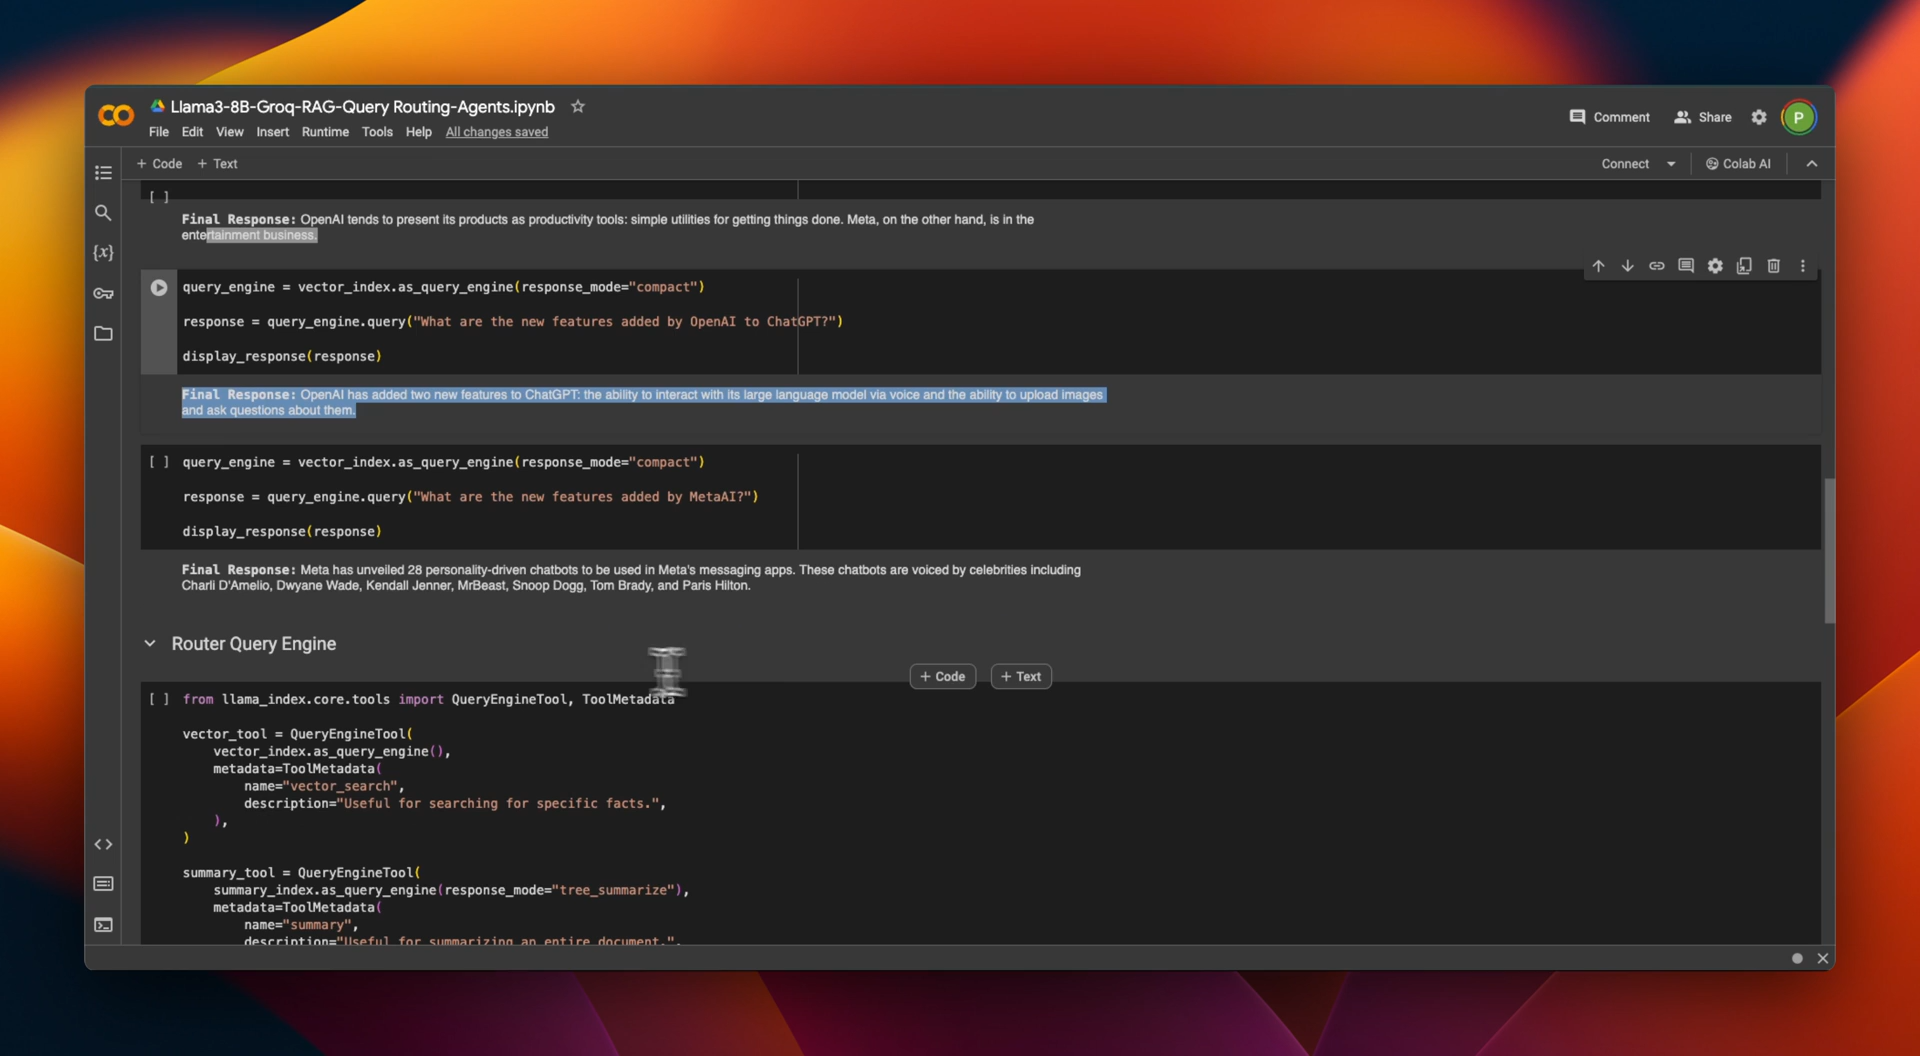 Llama3-8B-Groq-RAG-Query Routing-Agents.ipynb
File Edit View Insert Runtime Tools Help All changes saved
Comment Share P
+ Code + Text
Connect Colab AI
[ ]
Final Response: OpenAI tends to present its products as productivity tools: simple utilities for getting things done. Meta, on the other hand, is in the
entertainment business.
query_engine = vector_index.as_query_engine(response_mode="compact")
response = query_engine.query("What are the new features added by OpenAI to ChatGPT?")
display_response(response)
Final Response: OpenAI has added two new features to ChatGPT: the ability to interact with its large language model via voice and the ability to upload images
and ask questions about them.
[ ] query_engine = vector_index.as_query_engine(response_mode="compact")
response = query_engine.query("What are the new features added by MetaAI?")
display_response(response)
Final Response: Meta has unveiled 28 personality-driven chatbots to be used in Meta's messaging apps. These chatbots are voiced by celebrities including
Charli D'Amelio, Dwyane Wade, Kendall Jenner, MrBeast, Snoop Dogg, Tom Brady, and Paris Hilton.
Router Query Engine
+ Code + Text
[ ] from llama_index.core.tools import QueryEngineTool, ToolMetadata
vector_tool = QueryEngineTool(
vector_index.as_query_engine(),
metadata=ToolMetadata(
name="vector_search",
description="Useful for searching for specific facts.",
),
)
summary_tool = QueryEngineTool(
summary_index.as_query_engine(response_mode="tree_summarize"),
metadata=ToolMetadata(
name="summary",
description="Useful for summarizing an entire document.",